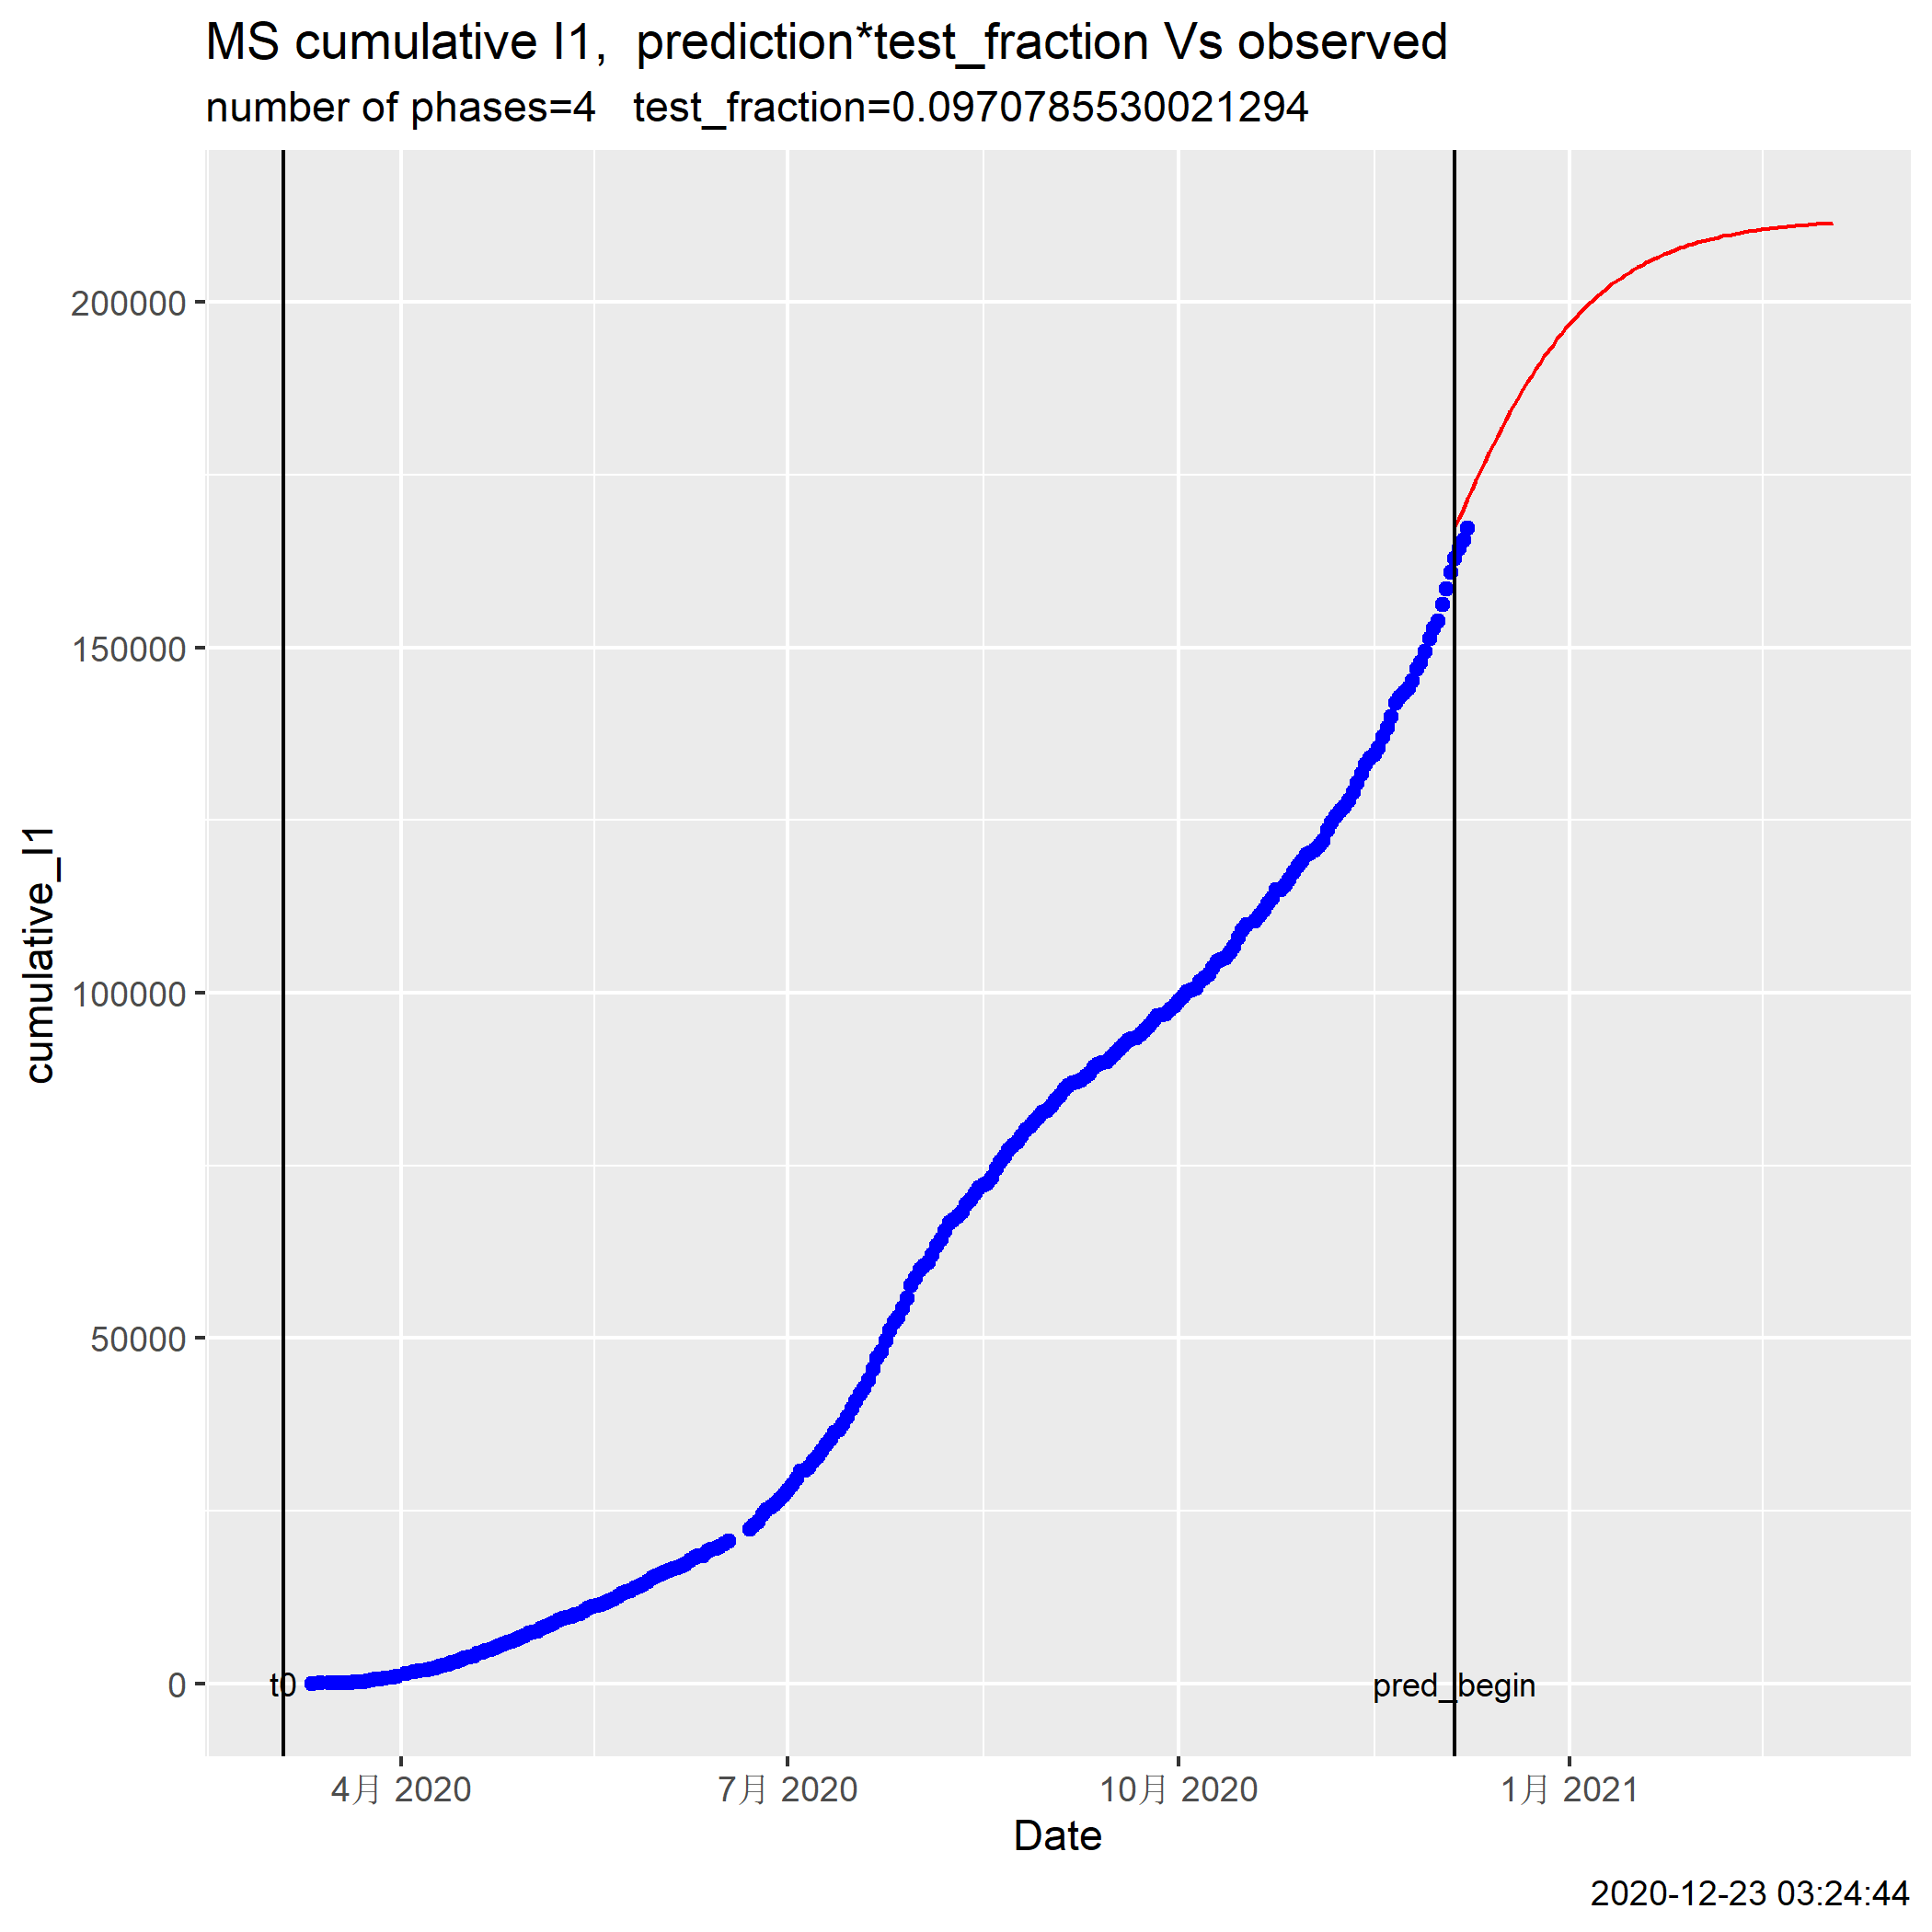 MS cumulative I1,  prediction*test_fraction Vs observed
number of phases=4   test_fraction=0.0970785530021294
cumulative_I1
200000
150000
100000
50000
0
t0
pred_begin
4月 2020
7月 2020
10月 2020
1月 2021
Date
2020-12-23 03:24:44